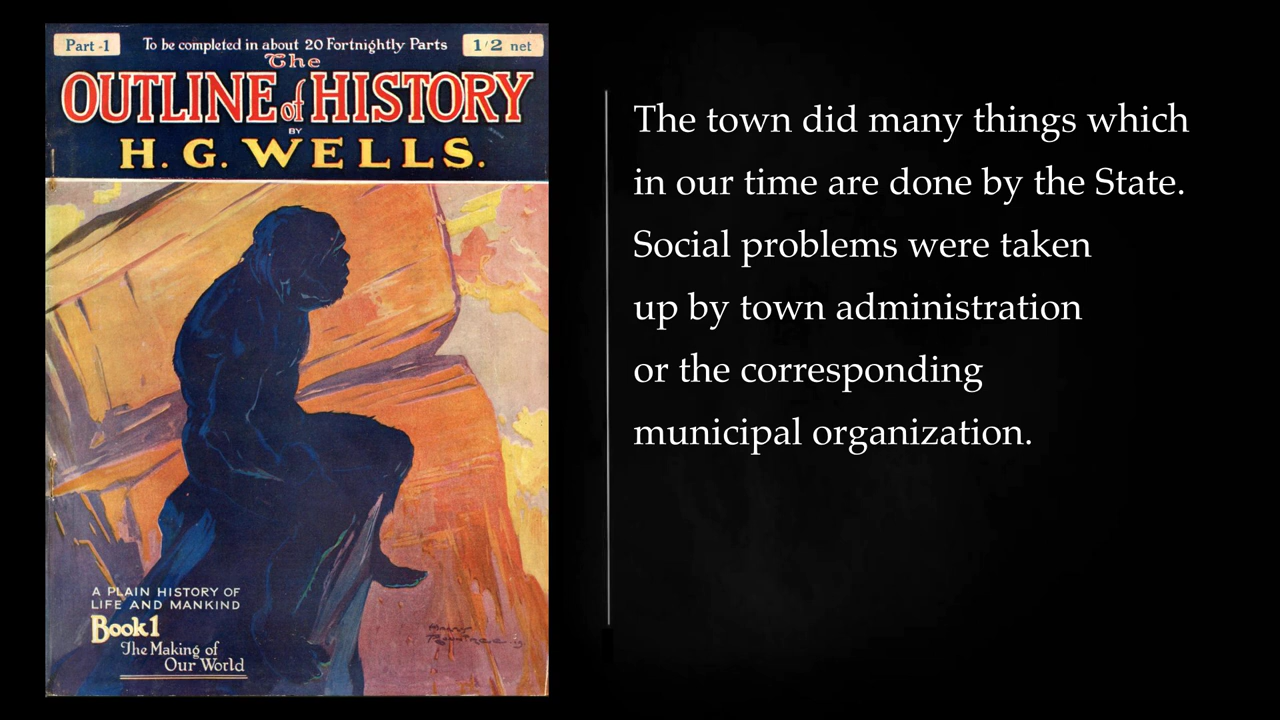 Part -1
To be completed in about 20 Fortnightly Parts
1/2 net
The
OUTLINE of HISTORY
BY
H. G. WELLS.
A PLAIN HISTORY OF
LIFE AND MANKIND
Book 1
The Making of
Our World
The town did many things which
in our time are done by the State.
Social problems were taken
up by town administration
or the corresponding
municipal organization.